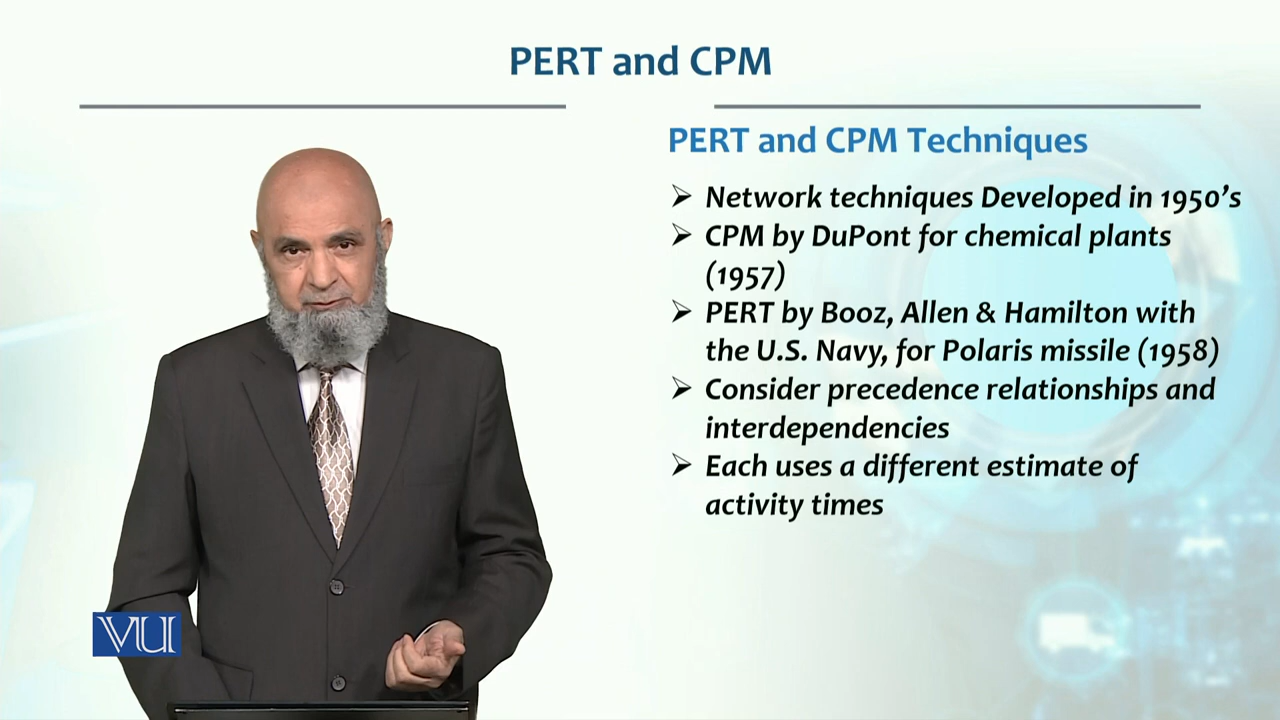 PERT and CPM
PERT and CPM Techniques
➢ Network techniques Developed in 1950's
➢ CPM by DuPont for chemical plants
(1957)
➢ PERT by Booz, Allen & Hamilton with
the U.S. Navy, for Polaris missile (1958)
➢ Consider precedence relationships and
interdependencies
➢ Each uses a different estimate of
activity times
VU